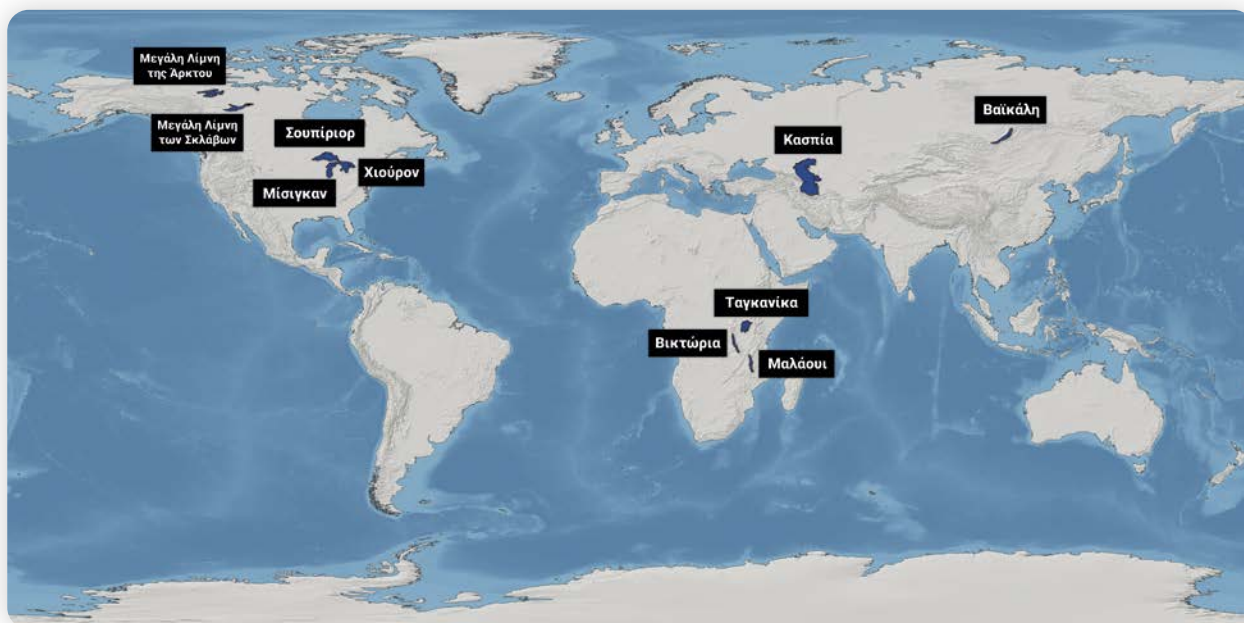 Μεγάλη Λίμνη
της Άρκτου
Μεγάλη Λίμνη
των Σκλάβων
Σουπίριορ
Χιούρον
Μίσιγκαν
Κασπία
Βαϊκάλη
Ταγκανίκα
Βικτώρια
Μαλάουι